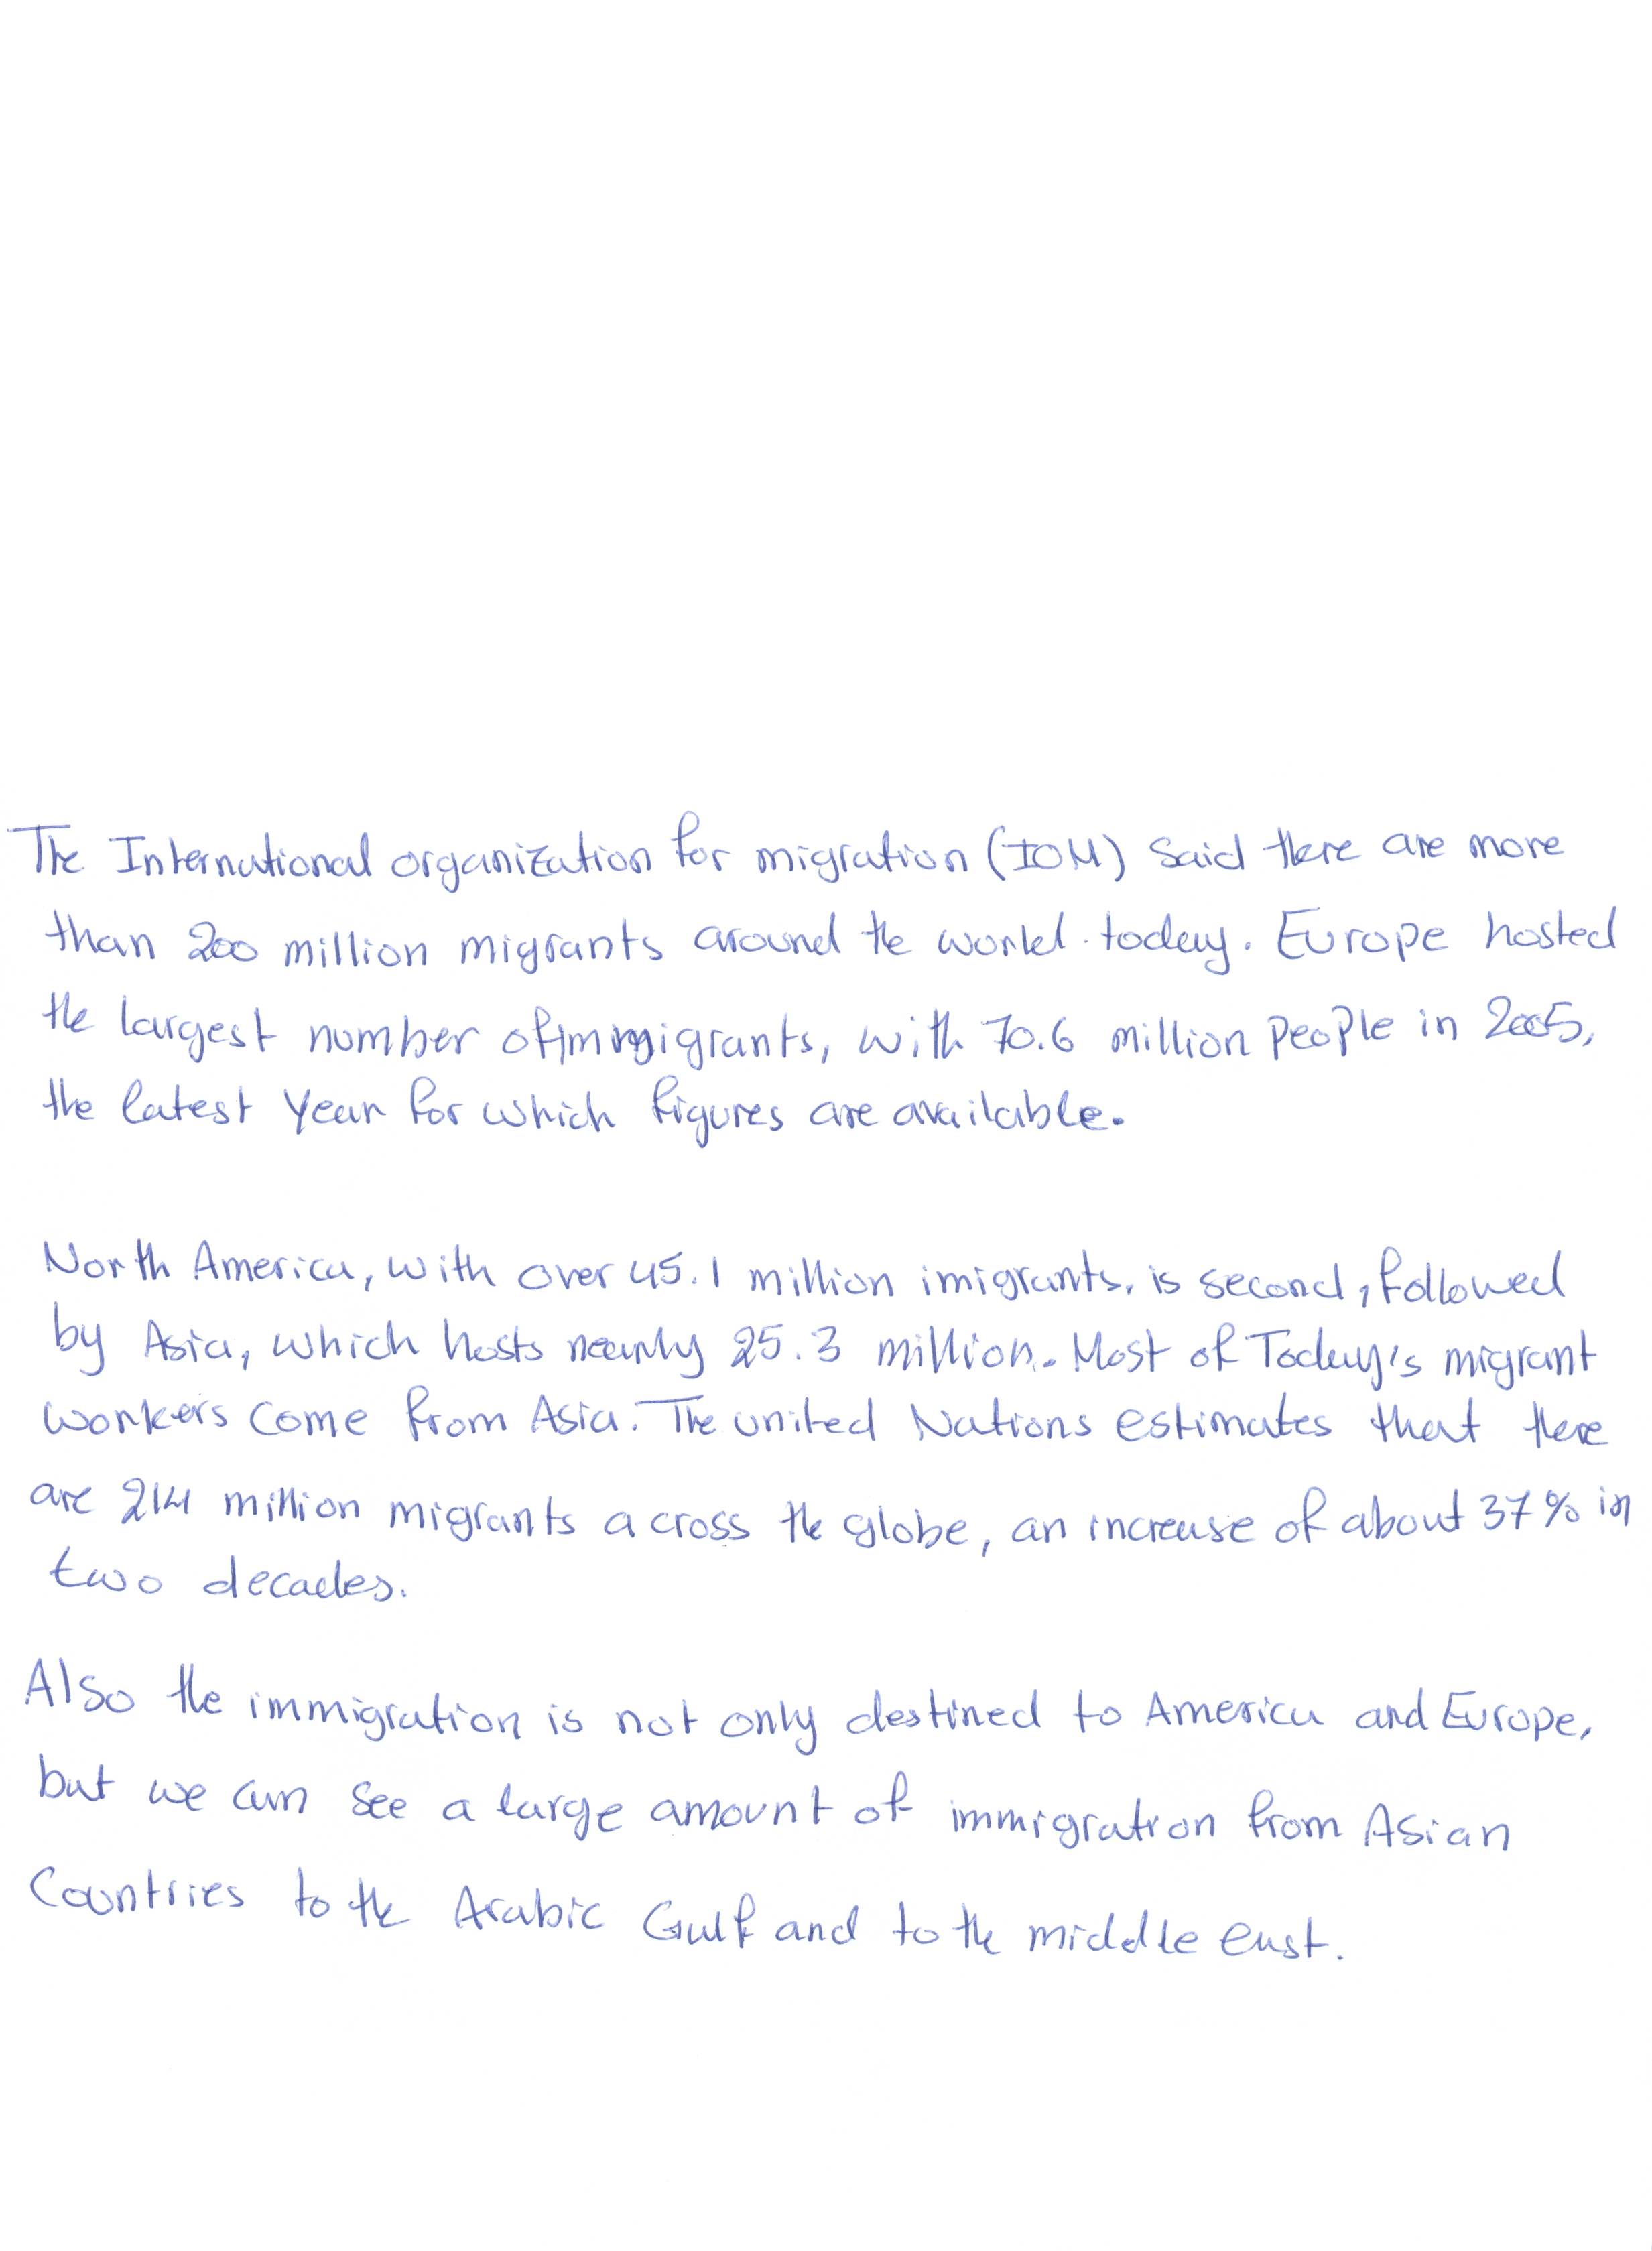 The International organization for migration (IOM) said there are more
than 200 million migrants around the world today. Europe hosted
the largest number of immigrants, with 70.6 million people in 2005,
the latest year for which figures are available.
North America, with over 45.1 million imigrants, is second, followed
by Asia, which hosts nearly 25.3 million. Most of Today's migrant
workers come from Asia. The united Nations estimates that there
are 214 million migrants across the globe, an increase of about 37% in
two decades.
Also the immigration is not only destined to America and Europe,
but we can see a large amount of immigration from Asian
Countries to the Arabic Gulf and to the middle east.